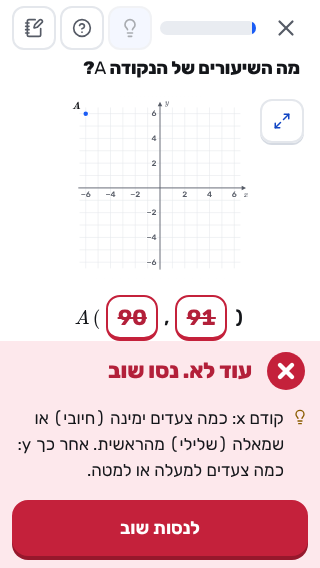 מה השיעורים של הנקודה A?
A
y
6
4
2
−6 −4 −2 2 4 6 x
−2
−4
−6
A ( 90 , 91 )
עוד לא. נסו שוב
קודם x: כמה צעדים ימינה (חיובי) או
שמאלה (שלילי) מהראשית. אחר כך y:
כמה צעדים למעלה או למטה.
לנסות שוב